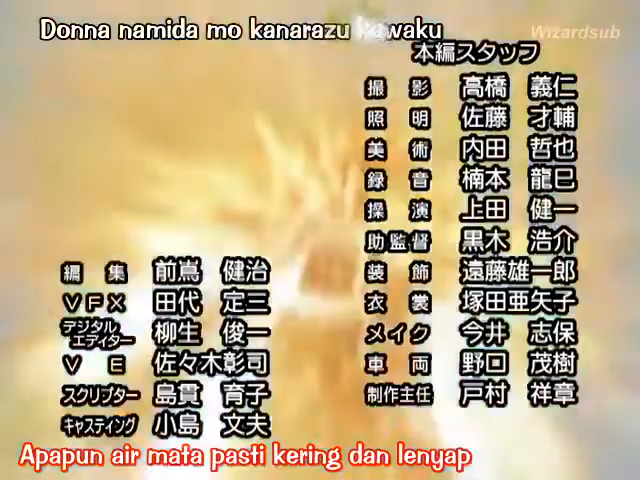 Donna namida mo kanarazu kawaku
Wizardsub
本編スタッフ
撮影 高橋 義仁
照明 佐藤 才輔
美術 内田 哲也
録音 楠本 龍巳
操演 上田 健一
助監督 黒木 浩介
装飾 遠藤雄一郎
衣裳 塚田亜矢子
メイク 今井 志保
車両 野口 茂樹
制作主任 戸村 祥章
編集 前嶌 健治
VFX 田代 定三
デジタルエディター 柳生 俊一
VE 佐々木彰司
スクリプター 島貫 育子
キャスティング 小島 文夫
Apapun air mata pasti kering dan lenyap